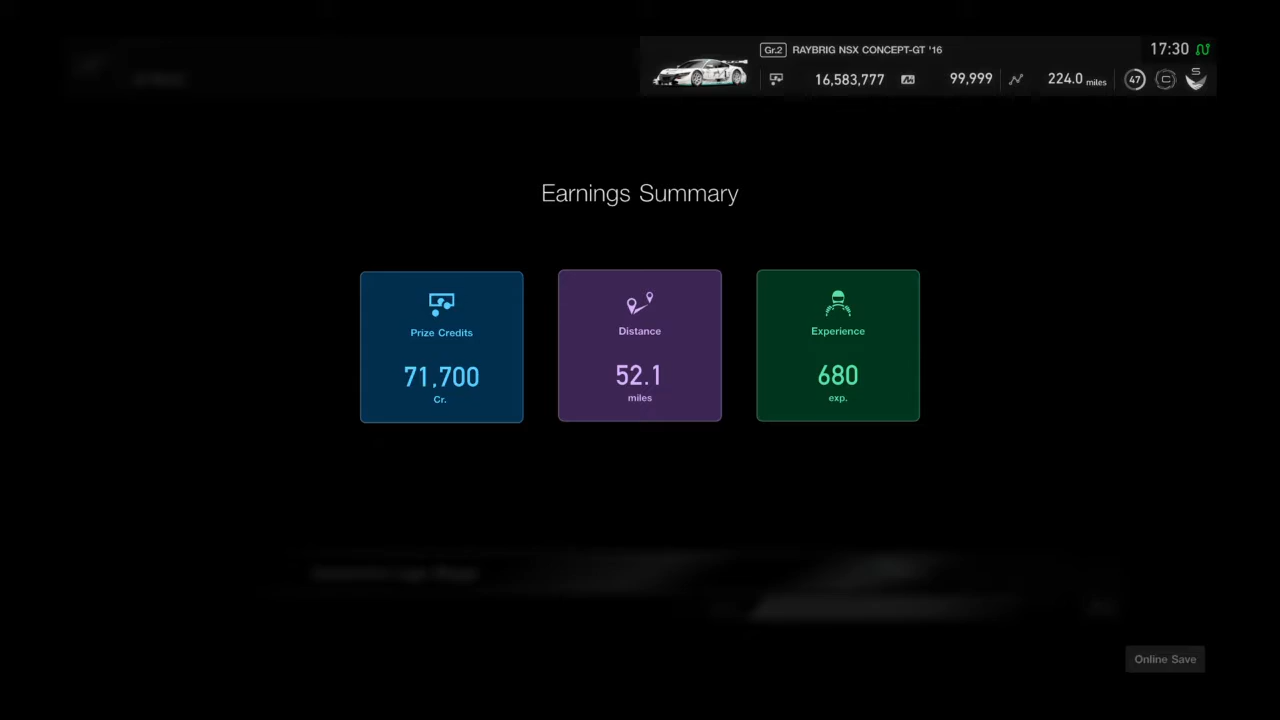 Gr.2 RAYBRIG NSX CONCEPT-GT '16
17:30
16,583,777 99,999 224.0 miles 47 C S
Earnings Summary
Prize Credits
71,700
Cr.
Distance
52.1
miles
Experience
680
exp.
Online Save